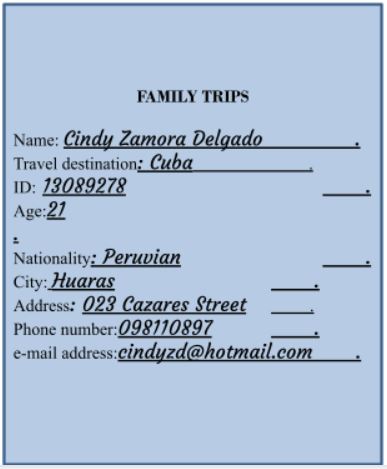 FAMILY TRIPS
Name: Cindy Zamora Delgado .
Travel destination: Cuba .
ID: 13089278 .
Age:21
.
Nationality: Peruvian .
City: Huaras .
Address: 023 Cazares Street .
Phone number:098110897 .
e-mail address:cindyzd@hotmail.com .